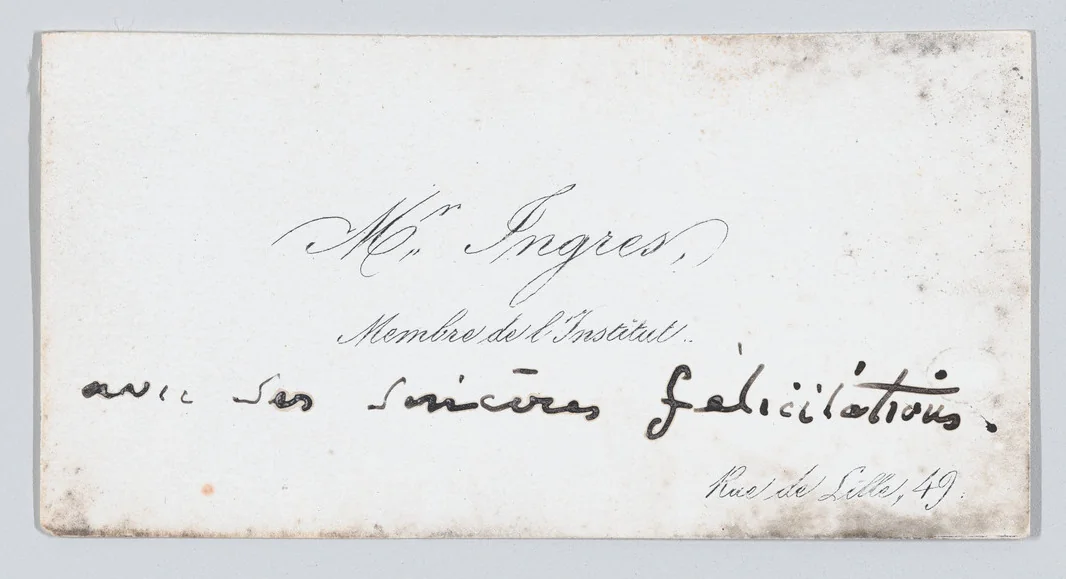 Mr Ingres,
Membre de l'Institut.
avec ses sincères félicitations.
Rue de Lille, 49.